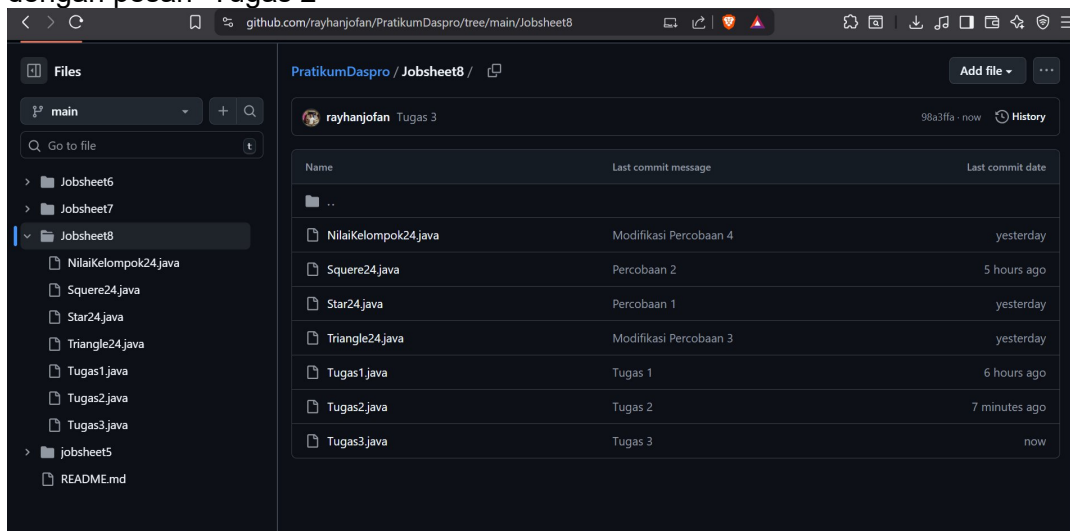 dengan pesan "Tugas 2"
github.com/rayhanjofan/PratikumDaspro/tree/main/Jobsheet8
Files
PratikumDaspro / Jobsheet8 /
Add file
main
rayhanjofan Tugas 3
98a3ffa · now History
Go to file
t
Name Last commit message Last commit date
Jobsheet6
..
Jobsheet7
NilaiKelompok24.java Modifikasi Percobaan 4 yesterday
Jobsheet8
NilaiKelompok24.java
Squere24.java Percobaan 2 5 hours ago
Squere24.java
Star24.java Percobaan 1 yesterday
Star24.java
Triangle24.java Modifikasi Percobaan 3 yesterday
Triangle24.java
Tugas1.java Tugas 1 6 hours ago
Tugas1.java
Tugas2.java Tugas 2 7 minutes ago
Tugas2.java
Tugas3.java Tugas 3 now
Tugas3.java
jobsheet5
README.md